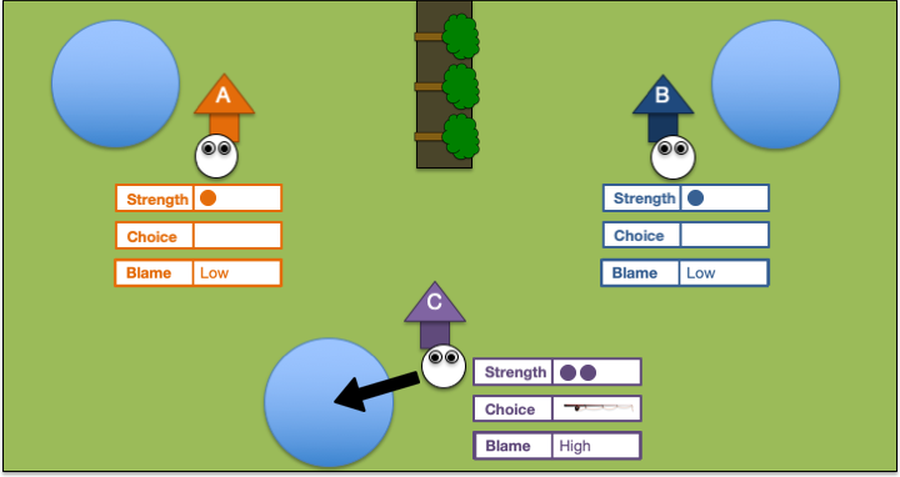 A
B
Strength
Choice
Blame Low
Strength
Choice
Blame Low
C
Strength
Choice
Blame High